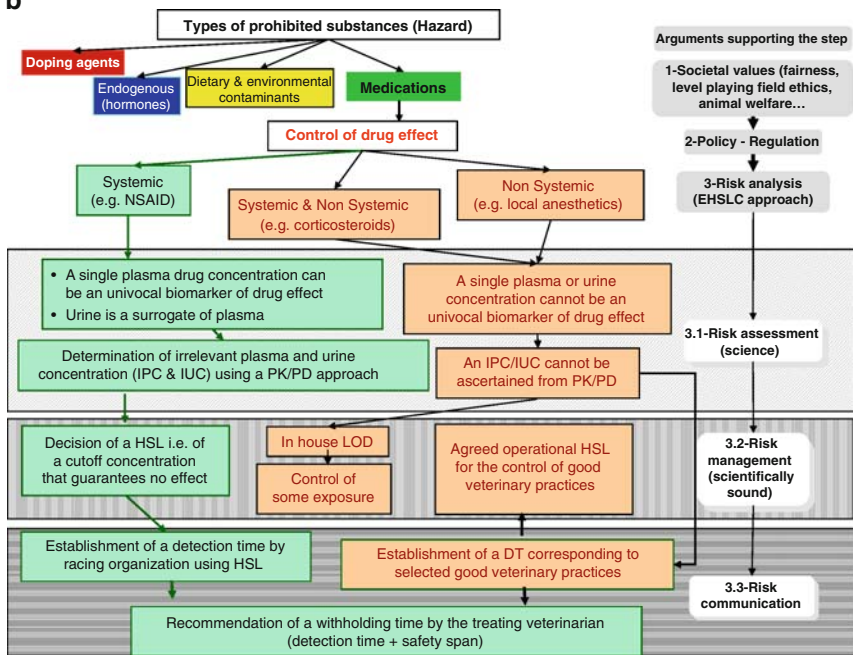 b
Types of prohibited substances (Hazard)
Doping agents
Endogenous
(hormones)
Dietary & environmental
contaminants
Medications
Control of drug effect
Systemic
(e.g. NSAID)
Systemic & Non Systemic
(e.g. corticosteroids)
Non Systemic
(e.g. local anesthetics)
• A single plasma drug concentration can
be an univocal biomarker of drug effect
• Urine is a surrogate of plasma
A single plasma or urine
concentration cannot be an
univocal biomarker of drug effect
Determination of irrelevant plasma and urine
concentration (IPC & IUC) using a PK/PD approach
An IPC/IUC cannot be
ascertained from PK/PD
Decision of a HSL i.e. of
a cutoff concentration
that guarantees no effect
In house LOD
Control of
some exposure
Agreed operational HSL
for the control of good
veterinary practices
Establishment of a detection time by
racing organization using HSL
Establishment of a DT corresponding to
selected good veterinary practices
Recommendation of a withholding time by the treating veterinarian
(detection time + safety span)
Arguments supporting the step
1-Societal values (fairness,
level playing field ethics,
animal welfare...
2-Policy - Regulation
3-Risk analysis
(EHSLC approach)
3.1-Risk assessment
(science)
3.2-Risk
management
(scientifically
sound)
3.3-Risk
communication